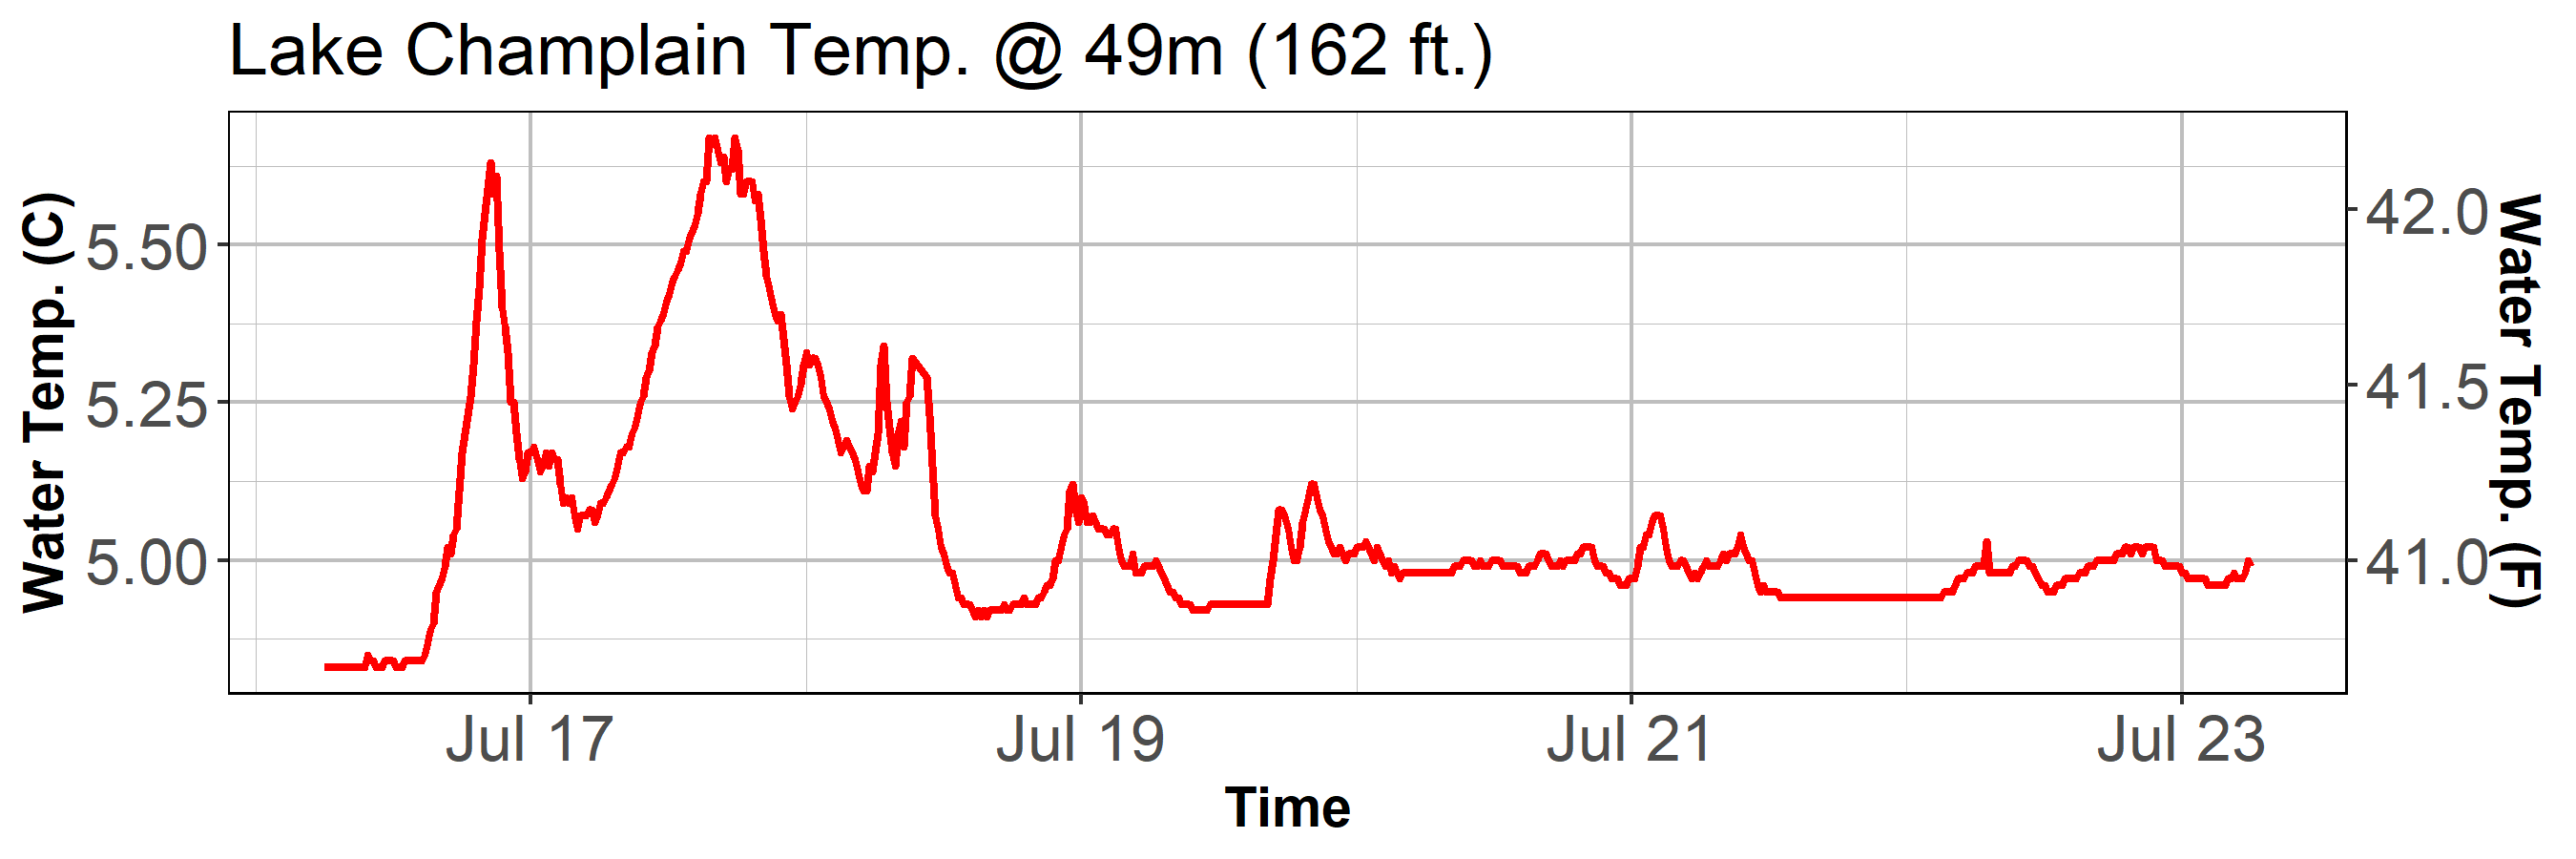 Lake Champlain Temp. @ 49m (162 ft.)
Water Temp. (C)
5.50
5.25
5.00
42.0
41.5
41.0
Water Temp. (F)
Jul 17 Jul 19 Jul 21 Jul 23
Time